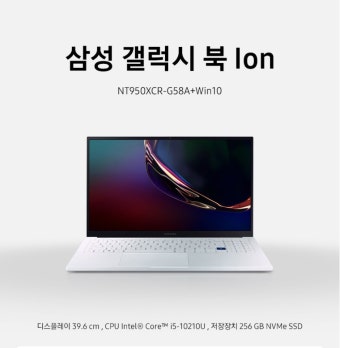 삼성 갤럭시 북 Ion
NT950XCR-G58A+Win10
디스플레이 39.6 cm , CPU Intel® Core™ i5-10210U , 저장장치 256 GB NVMe SSD